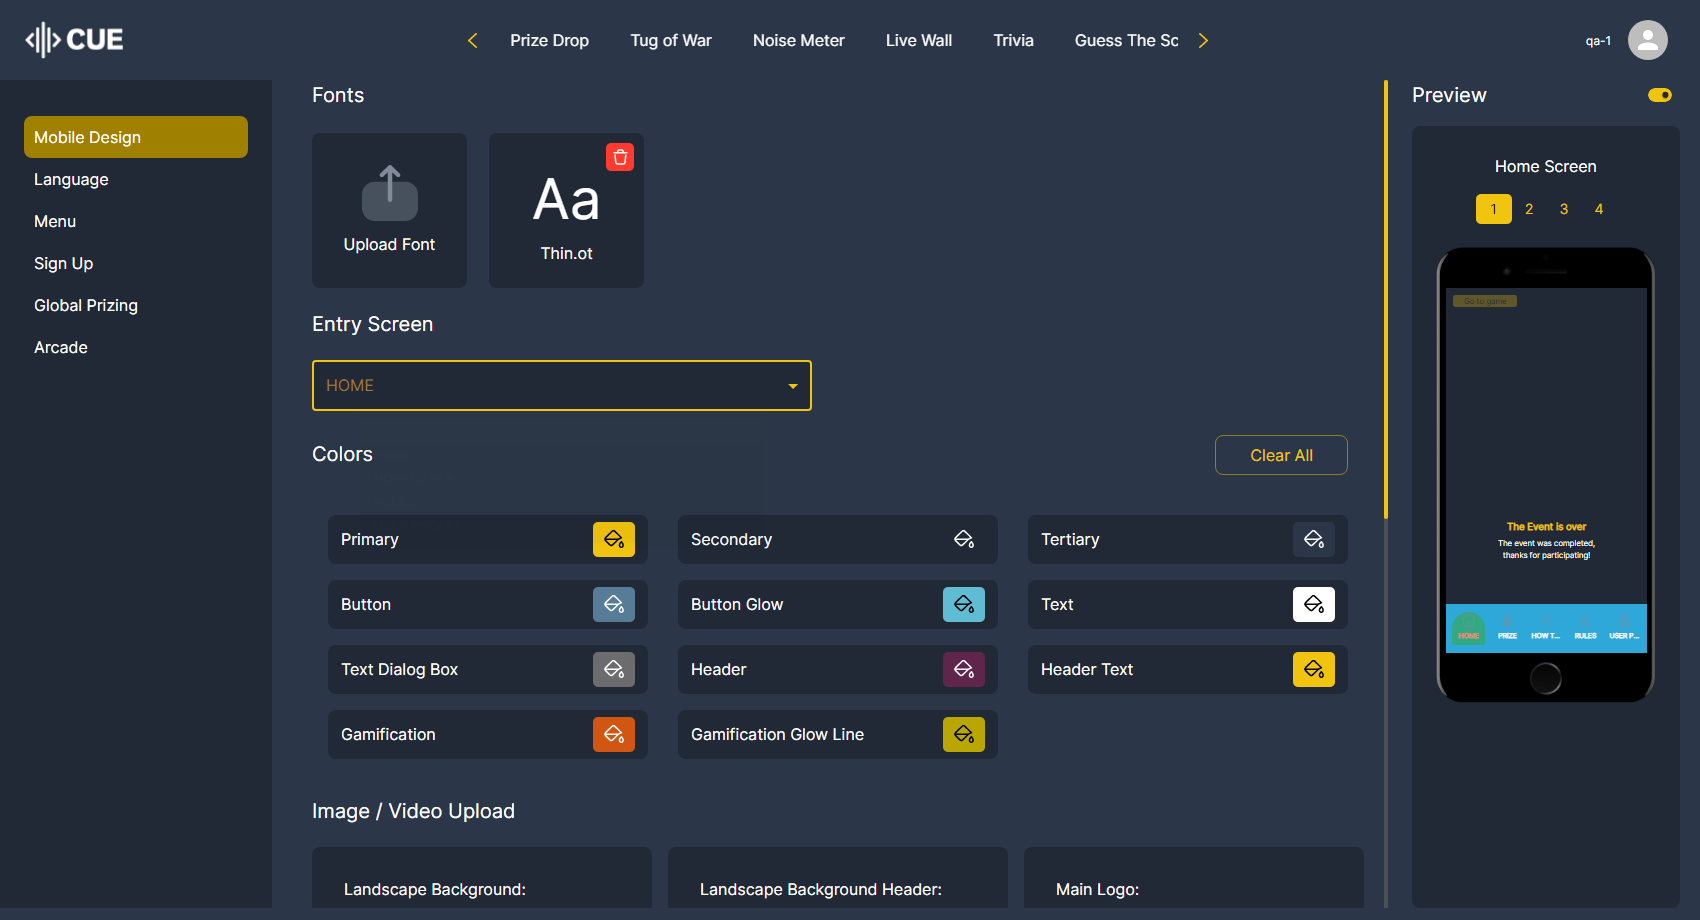 CUE
Prize Drop
Tug of War
Noise Meter
Live Wall
Trivia
Guess The Sc
qa-1
Mobile Design
Language
Menu
Sign Up
Global Prizing
Arcade
Fonts
Upload Font
Aa
Thin.ot
Entry Screen
HOME
Colors
Clear All
Primary
Secondary
Tertiary
Button
Button Glow
Text
Text Dialog Box
Header
Header Text
Gamification
Gamification Glow Line
Image / Video Upload
Landscape Background:
Landscape Background Header:
Main Logo:
Preview
Home Screen
1 2 3 4
Go to game
The Event is over
The event was completed,
thanks for participating!
HOME
PRIZE
HOW T...
RULES
USER P...